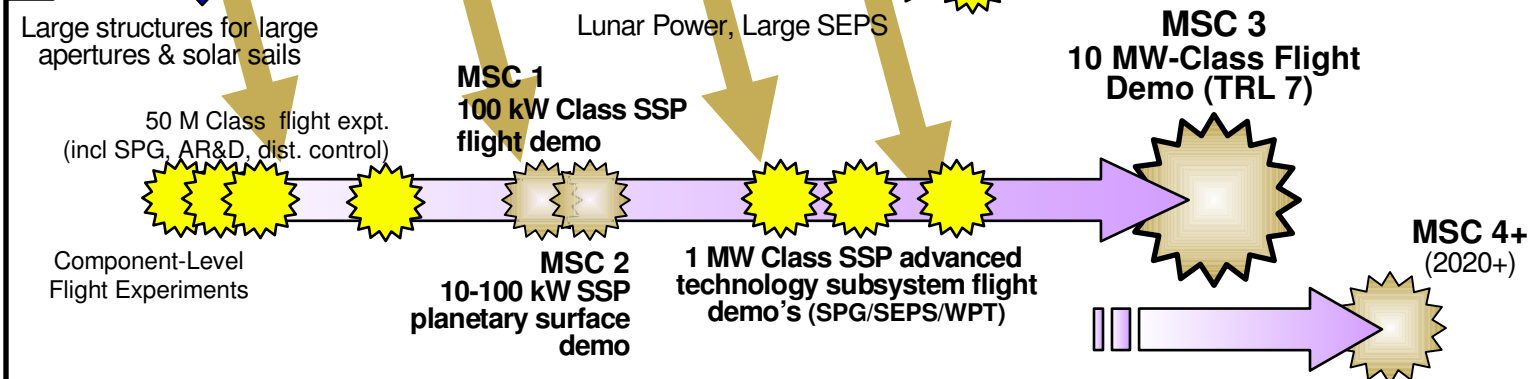 Large structures for large
apertures & solar sails
Lunar Power, Large SEPS
MSC 3
10 MW-Class Flight
Demo (TRL 7)
MSC 1
100 kW Class SSP
flight demo
50 M Class flight expt.
(incl SPG, AR&D, dist. control)
Component-Level
Flight Experiments
MSC 2
10-100 kW SSP
planetary surface
demo
1 MW Class SSP advanced
technology subsystem flight
demo's (SPG/SEPS/WPT)
MSC 4+
(2020+)